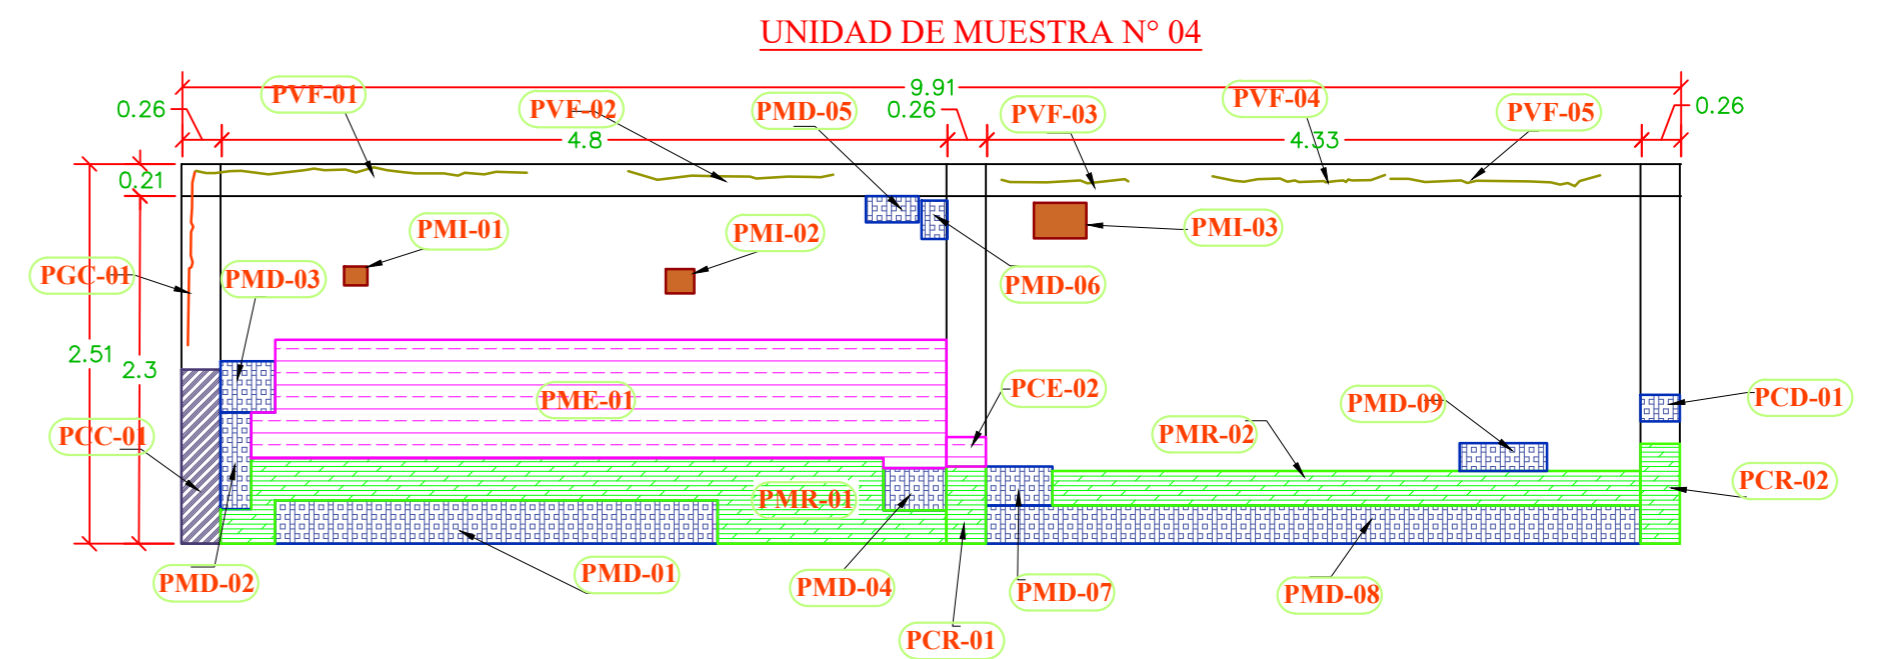 UNIDAD DE MUESTRA N° 04
9.91
PVF-01
PVF-02
PMD-05
PVF-03
PVF-04
PVF-05
0.26
0.26
0.26
4.8
4.33
0.21
PMI-01
PMI-02
PMI-03
PGC-01
PMD-03
PMD-06
2.51
2.3
PME-01
PCE-02
PMD-09
PCD-01
PCC-01
PMR-02
PMR-01
PCR-02
PMD-02
PMD-01
PMD-04
PMD-07
PMD-08
PCR-01